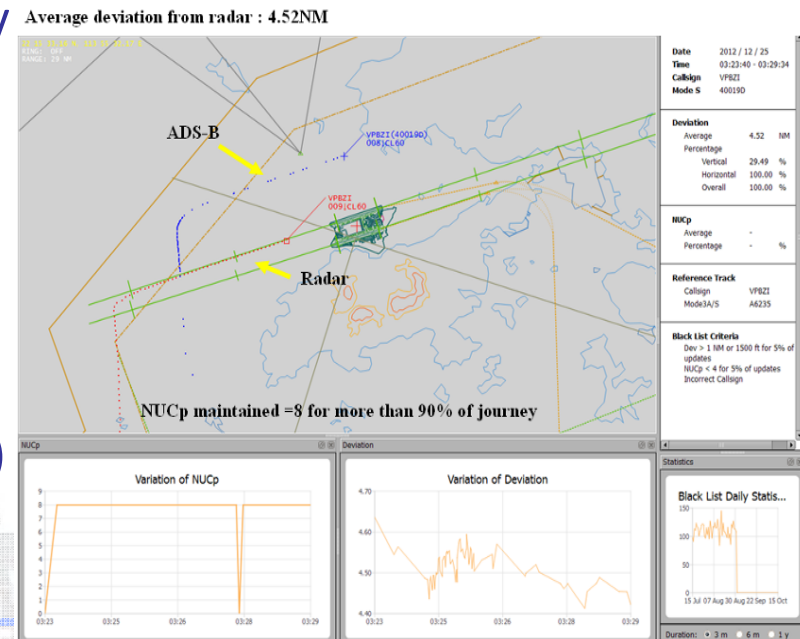 Average deviation from radar : 4.52NM
RING: OFF
RANGE: 20 NM
ADS-B
VPBZI(40019D)
008¦CL60
VPBZI
009¦CL60
Radar
NUCp maintained =8 for more than 90% of journey
Date 2012 / 12 / 25
Time 03:23:40 - 03:29:34
Callsign VPBZI
Mode S 40019D
Deviation
Average 4.52 NM
Percentage
Vertical 29.49 %
Horizontal 100.00 %
Overall 100.00 %
NUCp
Average -
Percentage - %
Reference Track
Callsign VPBZI
Mode3A/S A6235
Black List Criteria
Dev > 1 NM or 1500 ft for 5% of
updates
NUCp < 4 for 5% of updates
Incorrect Callsign
NUCp
Variation of NUCp
9
8
7
6
5
4
3
2
1
0
03:23 03:25 03:26 03:28 03:29
Deviation
Variation of Deviation
4.70
4.60
4.50
4.40
03:23 03:25 03:26 03:28 03:29
Statistics
Black List Daily Statis...
150
100
50
0
15 Jul 07 Aug 30 Aug 22 Sep 15 Oct
Duration: 3 m 6 m 1 y